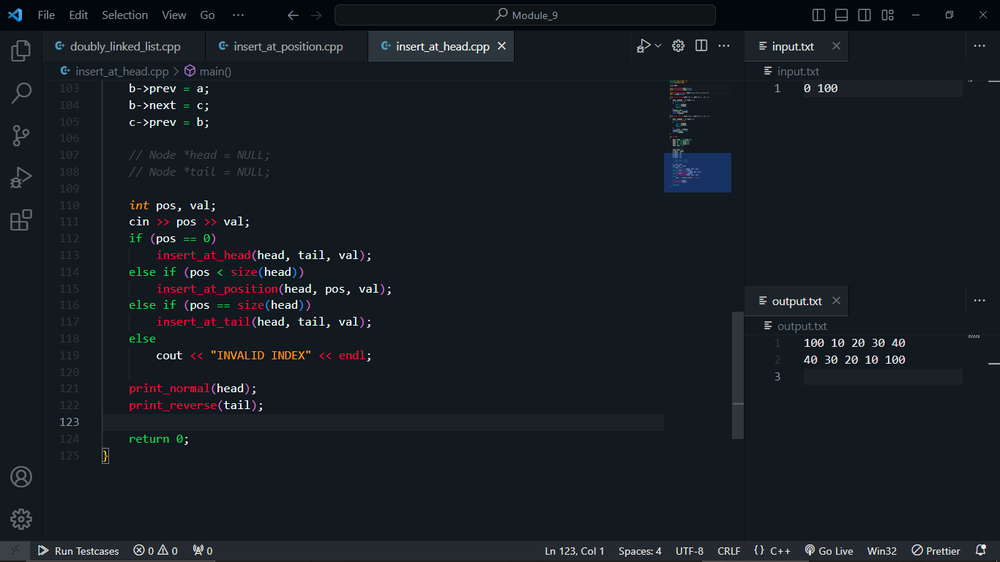 File Edit Selection View Go ···
Module_9
doubly_linked_list.cpp
insert_at_position.cpp
insert_at_head.cpp
insert_at_head.cpp > main()
103 b->prev = a;
104 b->next = c;
105 c->prev = b;
106
107 // Node *head = NULL;
108 // Node *tail = NULL;
109
110 int pos, val;
111 cin >> pos >> val;
112 if (pos == 0)
113 insert_at_head(head, tail, val);
114 else if (pos < size(head))
115 insert_at_position(head, pos, val);
116 else if (pos == size(head))
117 insert_at_tail(head, tail, val);
118 else
119 cout << "INVALID INDEX" << endl;
120
121 print_normal(head);
122 print_reverse(tail);
123
124 return 0;
125 }
input.txt
input.txt
1 0 100
output.txt
output.txt
1 100 10 20 30 40
2 40 30 20 10 100
3
Run Testcases 0 0 0 Ln 123, Col 1 Spaces: 4 UTF-8 CRLF {} C++ Go Live Win32 Prettier